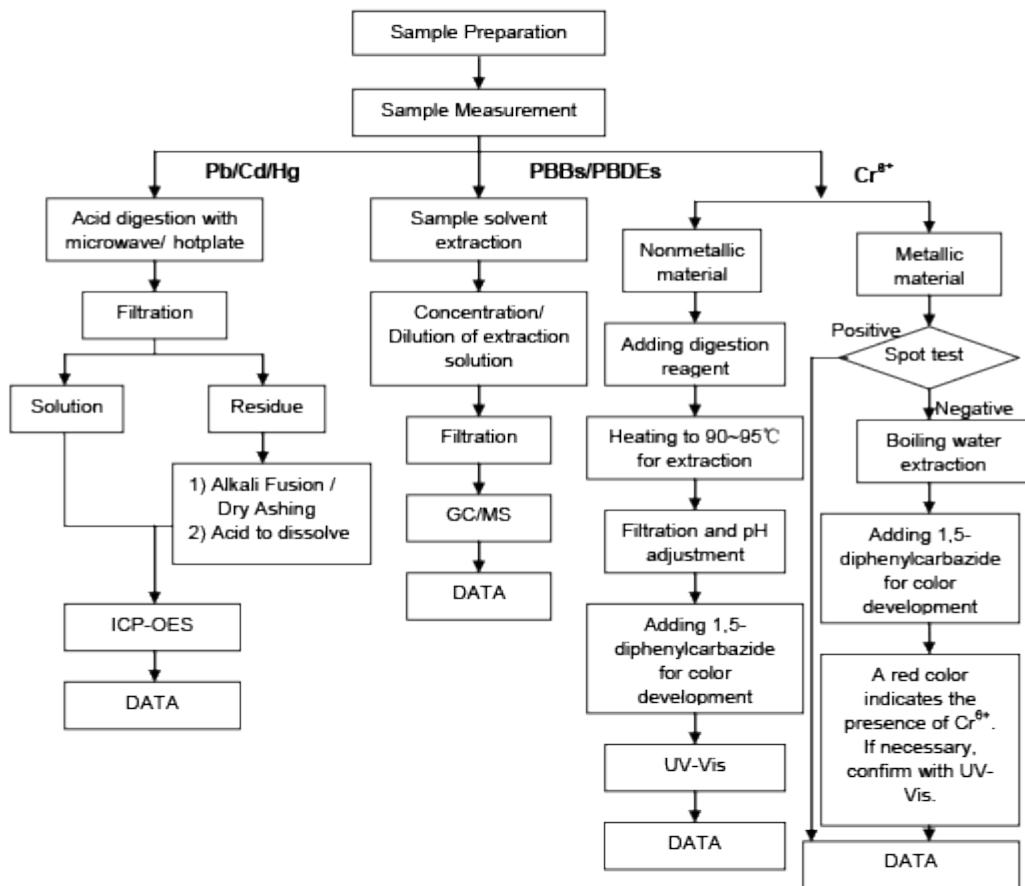 Sample Preparation
Sample Measurement
Pb/Cd/Hg
PBBs/PBDEs
Cr⁶⁺
Acid digestion with
microwave/ hotplate
Filtration
Solution
Residue
1) Alkali Fusion /
Dry Ashing
2) Acid to dissolve
ICP-OES
DATA
Sample solvent
extraction
Concentration/
Dilution of extraction
solution
Filtration
GC/MS
DATA
Nonmetallic
material
Adding digestion
reagent
Heating to 90~95℃
for extraction
Filtration and pH
adjustment
Adding 1,5-
diphenylcarbazide
for color
development
UV-Vis
DATA
Metallic
material
Positive
Spot test
Negative
Boiling water
extraction
Adding 1,5-
diphenylcarbazide
for color
development
A red color
indicates the
presence of Cr⁶⁺.
If necessary,
confirm with UV-
Vis.
DATA